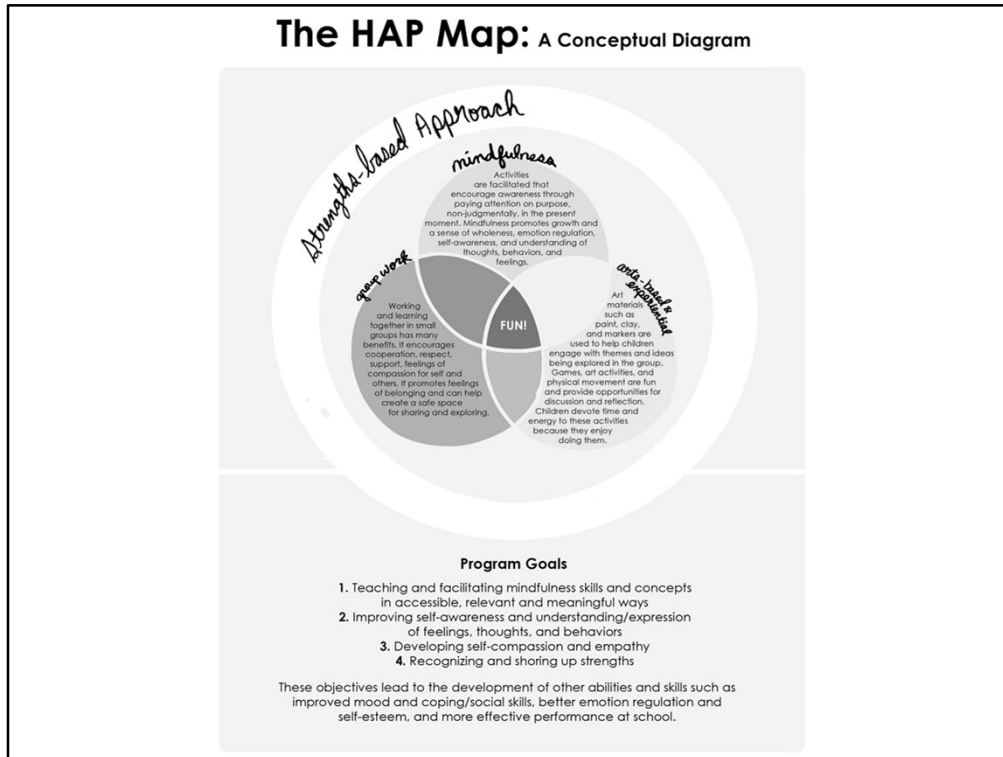 The HAP Map: A Conceptual Diagram
Strengths-based Approach
mindfulness
Activities
are facilitated that
encourage awareness through
paying attention on purpose,
non-judgmentally, in the present
moment. Mindfulness promotes growth and
a sense of wholeness, emotion regulation,
self-awareness, and understanding of
thoughts, behaviors, and
feelings.
group work
Working
and learning
together in small
groups has many
benefits. It encourages
cooperation, respect,
support, feelings of
compassion for self and
others. It promotes feelings
of belonging and can help
create a safe space
for sharing and exploring.
FUN!
arts-based &
experiential
Art
materials
such as
paint, clay,
and markers are
used to help children
engage with themes and ideas
being explored in the group.
Games, art activities, and
physical movement are fun
and provide opportunities for
discussion and reflection.
Children devote time and
energy to these activities
because they enjoy
doing them.
Program Goals
1. Teaching and facilitating mindfulness skills and concepts
in accessible, relevant and meaningful ways
2. Improving self-awareness and understanding/expression
of feelings, thoughts, and behaviors
3. Developing self-compassion and empathy
4. Recognizing and shoring up strengths
These objectives lead to the development of other abilities and skills such as
improved mood and coping/social skills, better emotion regulation and
self-esteem, and more effective performance at school.